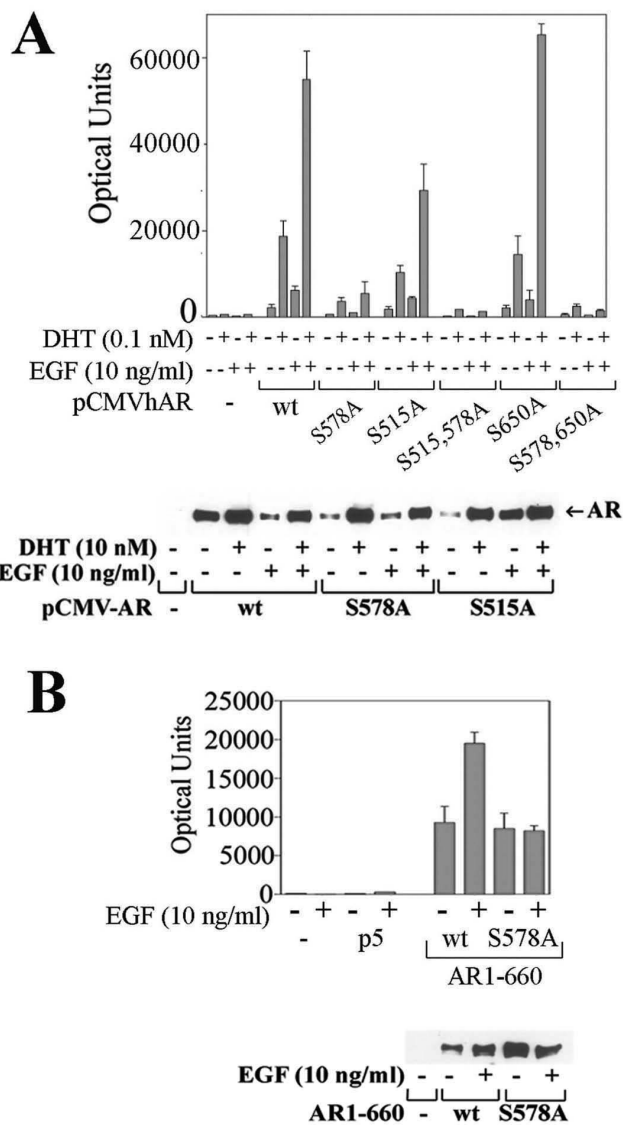 A
Optical Units
60000
40000
20000
0
DHT (0.1 nM) - + - + - + - + - + - + - + - + - + - + - + - + - + - +
EGF (10 ng/ml) - - + + - - + + - - + + - - + + - - + + - - + + - - + +
pCMVhAR - wt S578A S515A S515,578A S650A S578,650A
←AR
DHT (10 nM) - - + - + - + - + - + - +
EGF (10 ng/ml) - - - + + - - + + - - + +
pCMV-AR - wt S578A S515A
B
Optical Units
25000
20000
15000
10000
5000
0
EGF (10 ng/ml) - + - + - + - +
- p5 wt S578A
AR1-660
EGF (10 ng/ml) - - + - +
AR1-660 - wt S578A